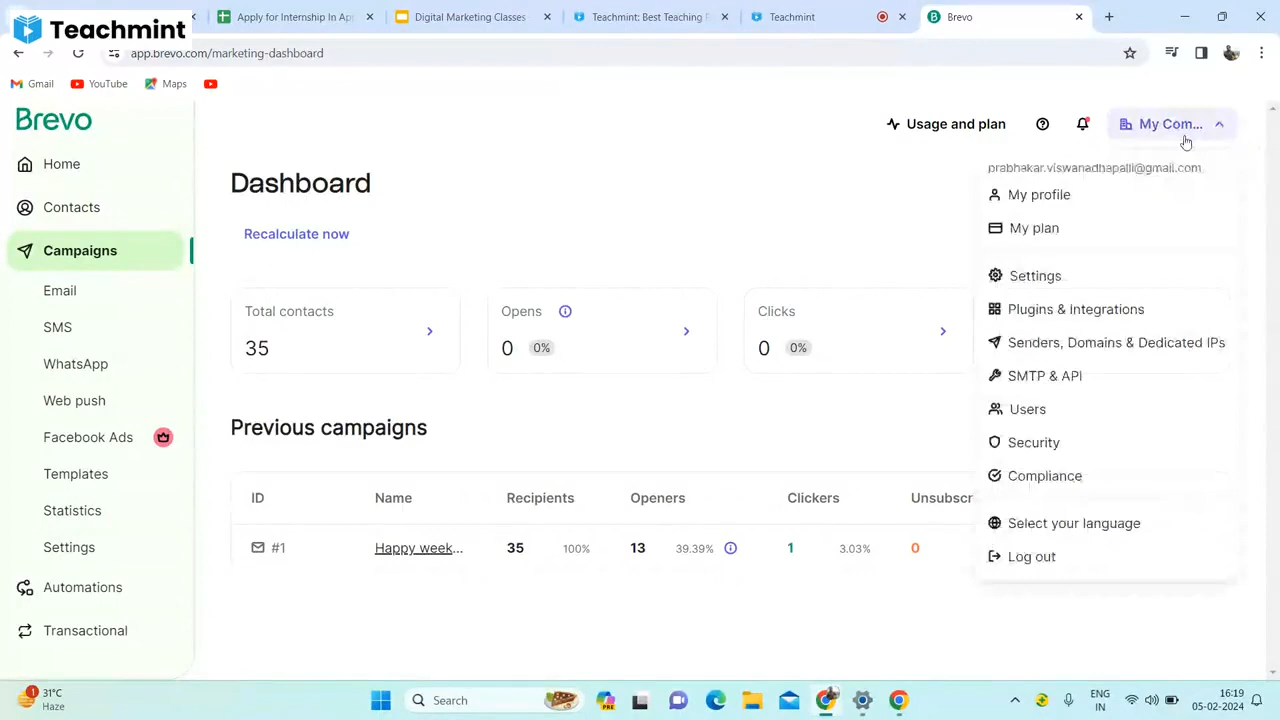 Teachmint
Apply for Internship In Ap
Digital Marketing Classes
Teachmint: Best Teaching
Teachmint
Brevo
app.brevo.com/marketing-dashboard
Gmail
YouTube
Maps
Brevo
Usage and plan
My Com...
Home
Contacts
Campaigns
Email
SMS
WhatsApp
Web push
Facebook Ads
Templates
Statistics
Settings
Automations
Transactional
Dashboard
Recalculate now
Total contacts
35
Opens
0 0%
Clicks
0 0%
Previous campaigns
ID Name Recipients Openers Clickers Unsubscr
#1 Happy week... 35 100% 13 39.39% 1 3.03% 0
prabhakar.viswanadhapalli@gmail.com
My profile
My plan
Settings
Plugins & Integrations
Senders, Domains & Dedicated IPs
SMTP & API
Users
Security
Compliance
Select your language
Log out
1
31°C
Haze
Search
PRE
ENG
IN
16:19
05-02-2024